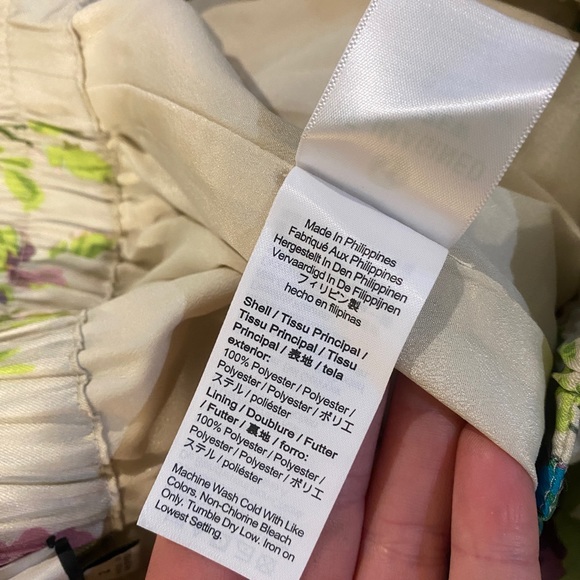 Made In Philippines
Fabriqué Aux Philippines
Hergestellt In Den Philippinen
Vervaardigd In De Filippijnen
フィリピン製
hecho en filipinas
Shell / Tissu Principal /
Tissu Principal / Tissu
Principal / 表地 / tela
exterior:
100% Polyester / Polyester /
Polyester / Polyester / ポリエ
ステル / poliéster
Lining / Doublure / Futter
/ Futter / 裏地 / forro:
100% Polyester / Polyester /
Polyester / Polyester / ポリエ
ステル / poliéster
Machine Wash Cold With Like
Colors. Non-Chlorine Bleach
Only. Tumble Dry Low. Iron on
Lowest Setting.